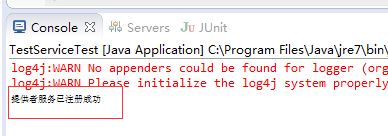 Console Servers JUnit
TestServiceTest [Java Application] C:\Program Files\Java\jre7\bin\
log4j:WARN No appenders could be found for logger (org
log4j:WARN Please initialize the log4j system properly
提供者服务已注册成功